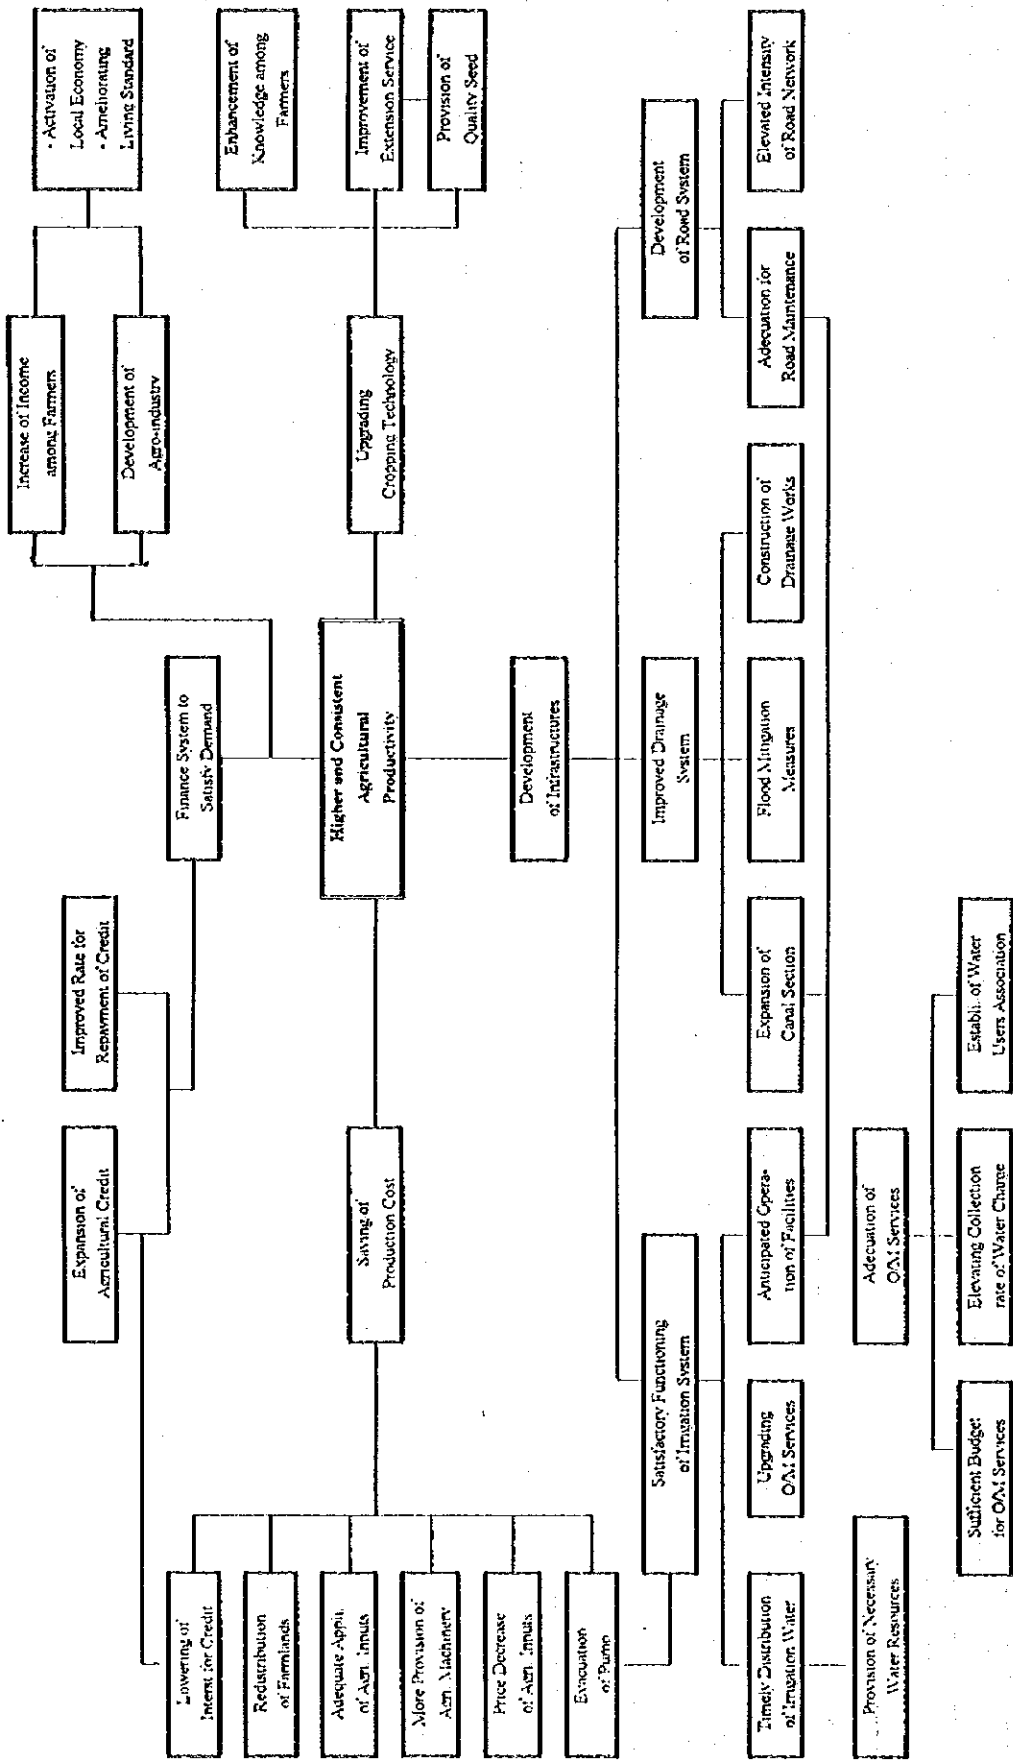 • Activation of
Local Economy
• Ameliorating
Living Standard
Increase of Income
among Farmers
Development of
Agro-industry
Enhancement of
Knowledge among
Farmers
Improvement of
Extension Service
Provision of
Quality Seed
Upgrading
Cropping Technology
Finance System to
Satisfy Demand
Improved Rate for
Repayment of Credit
Expansion of
Agricultural Credit
Higher and Consistent
Agricultural
Productivity
Saving of
Production Cost
Lowering of
Interst for Credit
Redistribution
of Farmlands
Adequate Appli.
of Agri. Inputs
More Provision of
Agri. Machinery
Price Decrease
of Agri. Inputs
Evacuation
of Pump
Development
of Infrastructures
Satisfactory Functioning
of Irrigation System
Improved Drainage
System
Development
of Road System
Timely Distribution
of Irrigation Water
Upgrading
O/M Services
Anticipated Opera-
tion of Facilities
Expansion of
Canal Section
Flood Mitigation
Measures
Construction of
Drainage Works
Adecuation for
Road Maintenance
Elevated Intensity
of Road Network
Provision of Necessary
Water Resources
Adecuation of
O/M Services
Sufficient Budget
for O/M Services
Elevating Collection
rate of Water Charge
Establi. of Water
Users Association